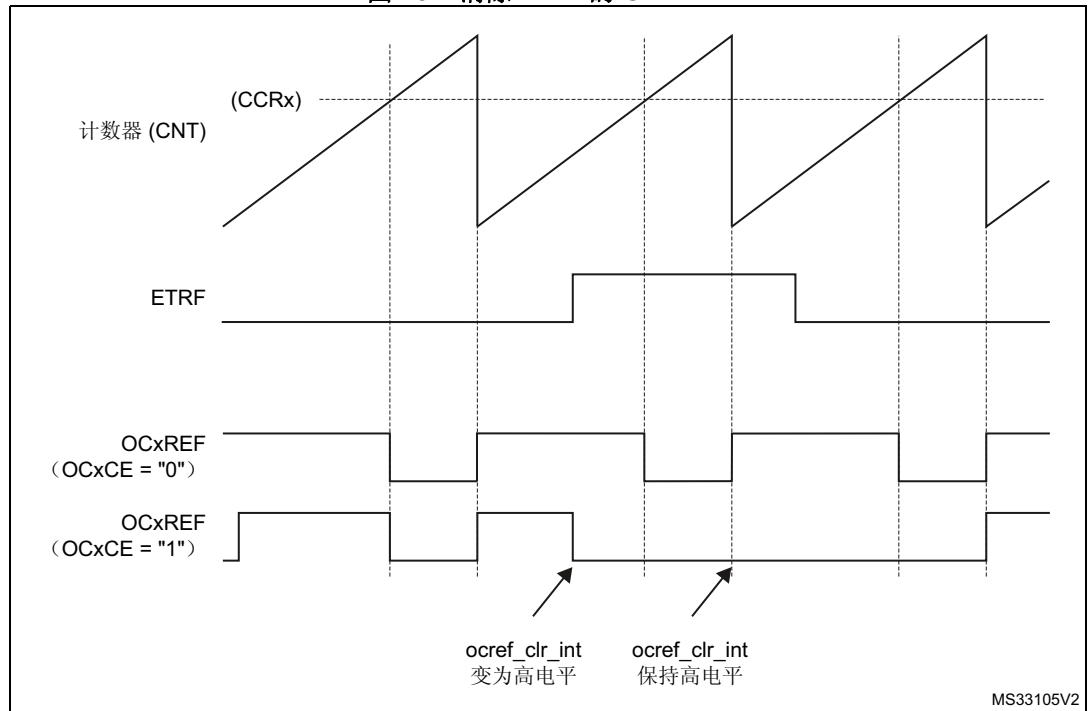 (CCRx)
计数器 (CNT)
ETRF
OCxREF
（OCxCE = "0"）
OCxREF
（OCxCE = "1"）
ocref_clr_int
变为高电平
ocref_clr_int
保持高电平
MS33105V2